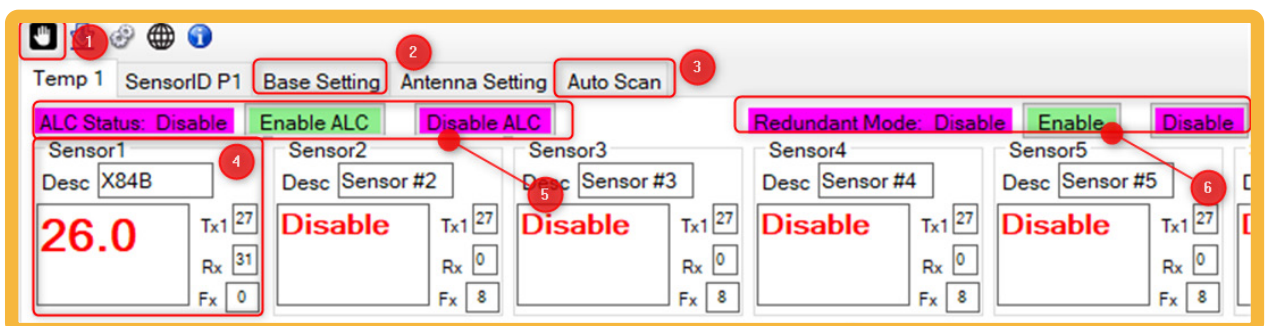 1
2
3
Temp 1 SensorID P1 Base Setting Antenna Setting Auto Scan
ALC Status: Disable Enable ALC Disable ALC Redundant Mode: Disable Enable Disable
Sensor1 Sensor2 Sensor3 Sensor4 Sensor5
4
Desc X84B Desc Sensor #2 Desc Sensor #3 Desc Sensor #4 Desc Sensor #5
5
6
26.0 Tx1 27 Disable Tx1 27 Disable Tx1 27 Disable Tx1 27 Disable Tx1 27
Rx 31 Rx 0 Rx 0 Rx 0 Rx 0
Fx 0 Fx 8 Fx 8 Fx 8 Fx 8